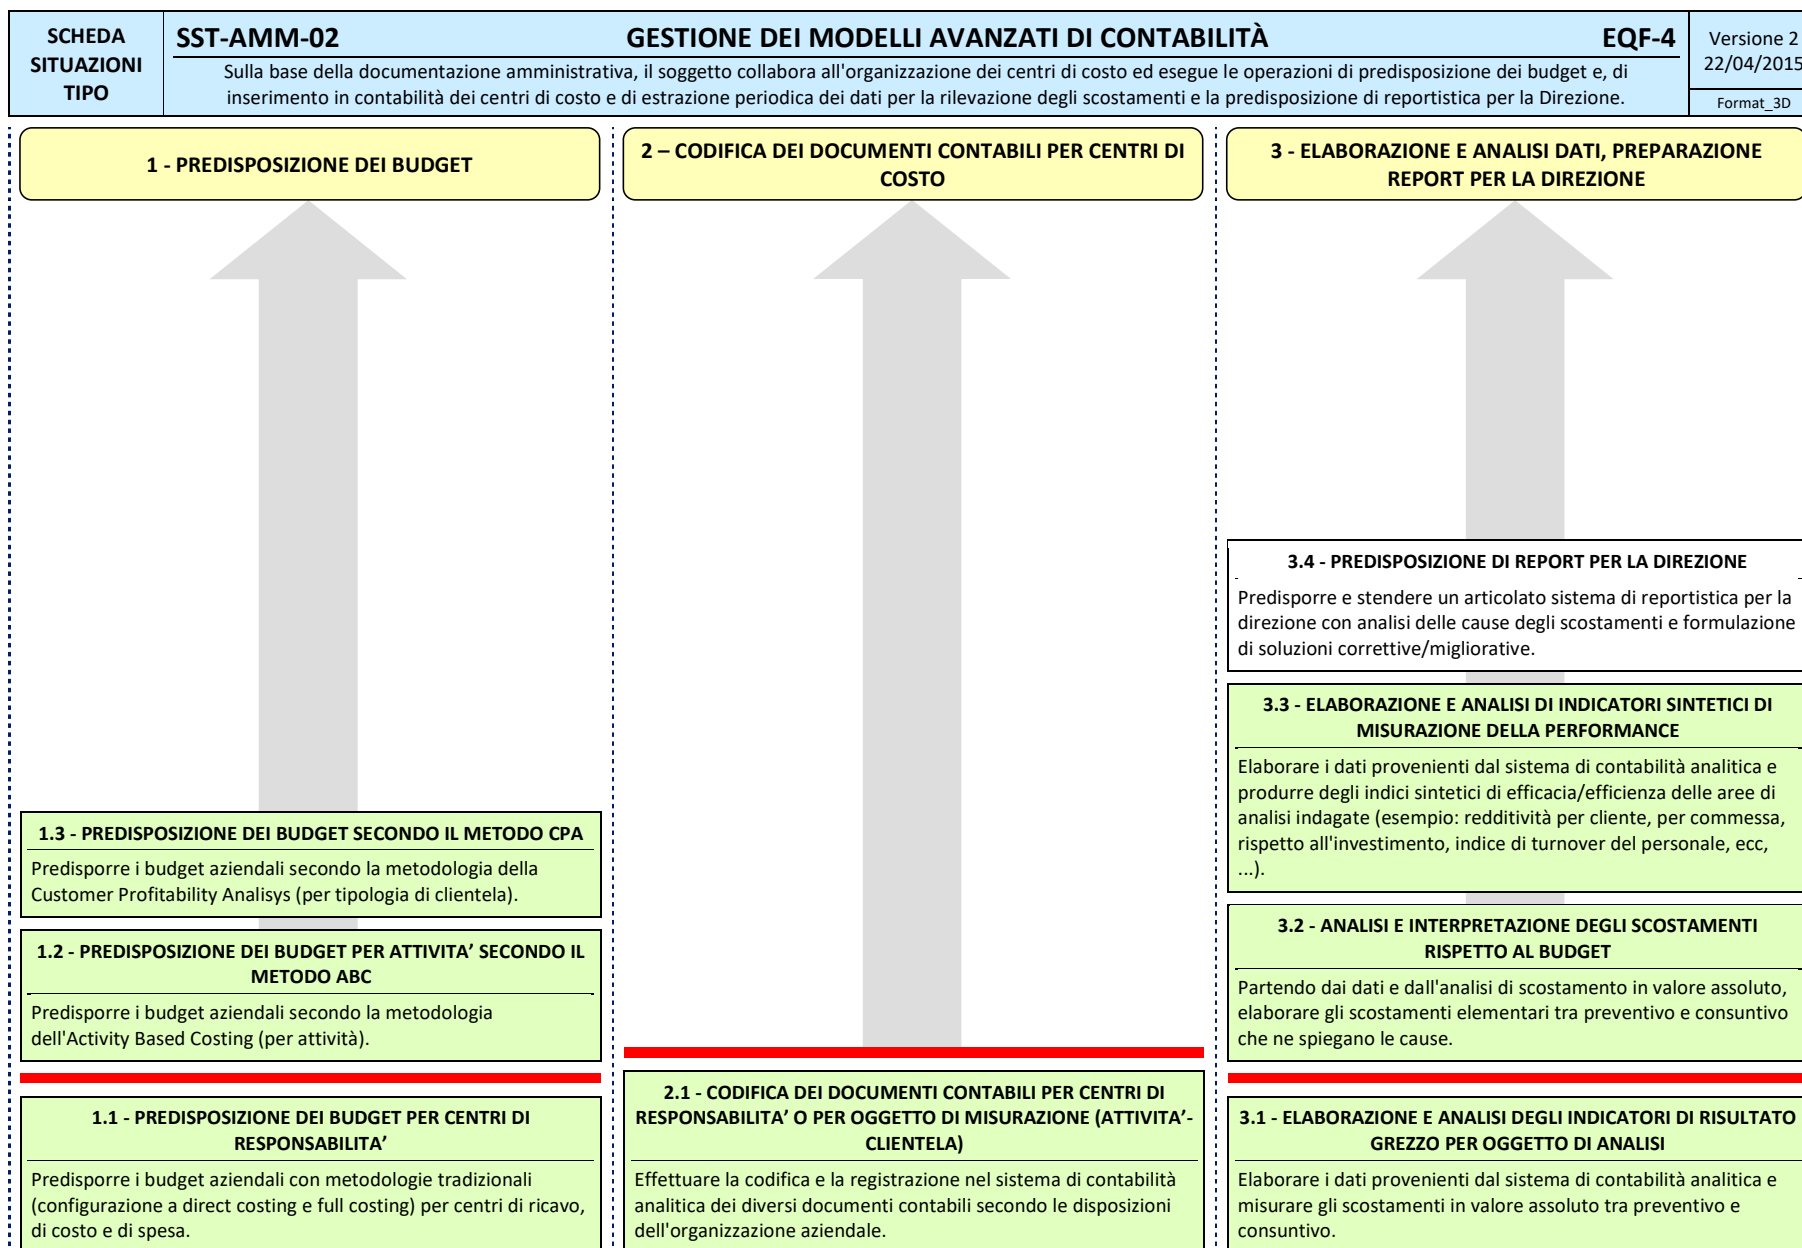 SCHEDA
SITUAZIONI
TIPO
SST-AMM-02 GESTIONE DEI MODELLI AVANZATI DI CONTABILITÀ EQF-4
Sulla base della documentazione amministrativa, il soggetto collabora all'organizzazione dei centri di costo ed esegue le operazioni di predisposizione dei budget e, di
inserimento in contabilità dei centri di costo e di estrazione periodica dei dati per la rilevazione degli scostamenti e la predisposizione di reportistica per la Direzione.
Versione 2
22/04/2015
Format_3D
1 - PREDISPOSIZIONE DEI BUDGET
1.3 - PREDISPOSIZIONE DEI BUDGET SECONDO IL METODO CPA
Predisporre i budget aziendali secondo la metodologia della
Customer Profitability Analisys (per tipologia di clientela).
1.2 - PREDISPOSIZIONE DEI BUDGET PER ATTIVITA’ SECONDO IL
METODO ABC
Predisporre i budget aziendali secondo la metodologia
dell'Activity Based Costing (per attività).
1.1 - PREDISPOSIZIONE DEI BUDGET PER CENTRI DI
RESPONSABILITA’
Predisporre i budget aziendali con metodologie tradizionali
(configurazione a direct costing e full costing) per centri di ricavo,
di costo e di spesa.
2 – CODIFICA DEI DOCUMENTI CONTABILI PER CENTRI DI
COSTO
2.1 - CODIFICA DEI DOCUMENTI CONTABILI PER CENTRI DI
RESPONSABILITA’ O PER OGGETTO DI MISURAZIONE (ATTIVITA’-
CLIENTELA)
Effettuare la codifica e la registrazione nel sistema di contabilità
analitica dei diversi documenti contabili secondo le disposizioni
dell'organizzazione aziendale.
3 - ELABORAZIONE E ANALISI DATI, PREPARAZIONE
REPORT PER LA DIREZIONE
3.4 - PREDISPOSIZIONE DI REPORT PER LA DIREZIONE
Predisporre e stendere un articolato sistema di reportistica per la
direzione con analisi delle cause degli scostamenti e formulazione
di soluzioni correttive/migliorative.
3.3 - ELABORAZIONE E ANALISI DI INDICATORI SINTETICI DI
MISURAZIONE DELLA PERFORMANCE
Elaborare i dati provenienti dal sistema di contabilità analitica e
produrre degli indici sintetici di efficacia/efficienza delle aree di
analisi indagate (esempio: redditività per cliente, per commessa,
rispetto all'investimento, indice di turnover del personale, ecc,
...).
3.2 - ANALISI E INTERPRETAZIONE DEGLI SCOSTAMENTI
RISPETTO AL BUDGET
Partendo dai dati e dall'analisi di scostamento in valore assoluto,
elaborare gli scostamenti elementari tra preventivo e consuntivo
che ne spiegano le cause.
3.1 - ELABORAZIONE E ANALISI DEGLI INDICATORI DI RISULTATO
GREZZO PER OGGETTO DI ANALISI
Elaborare i dati provenienti dal sistema di contabilità analitica e
misurare gli scostamenti in valore assoluto tra preventivo e
consuntivo.